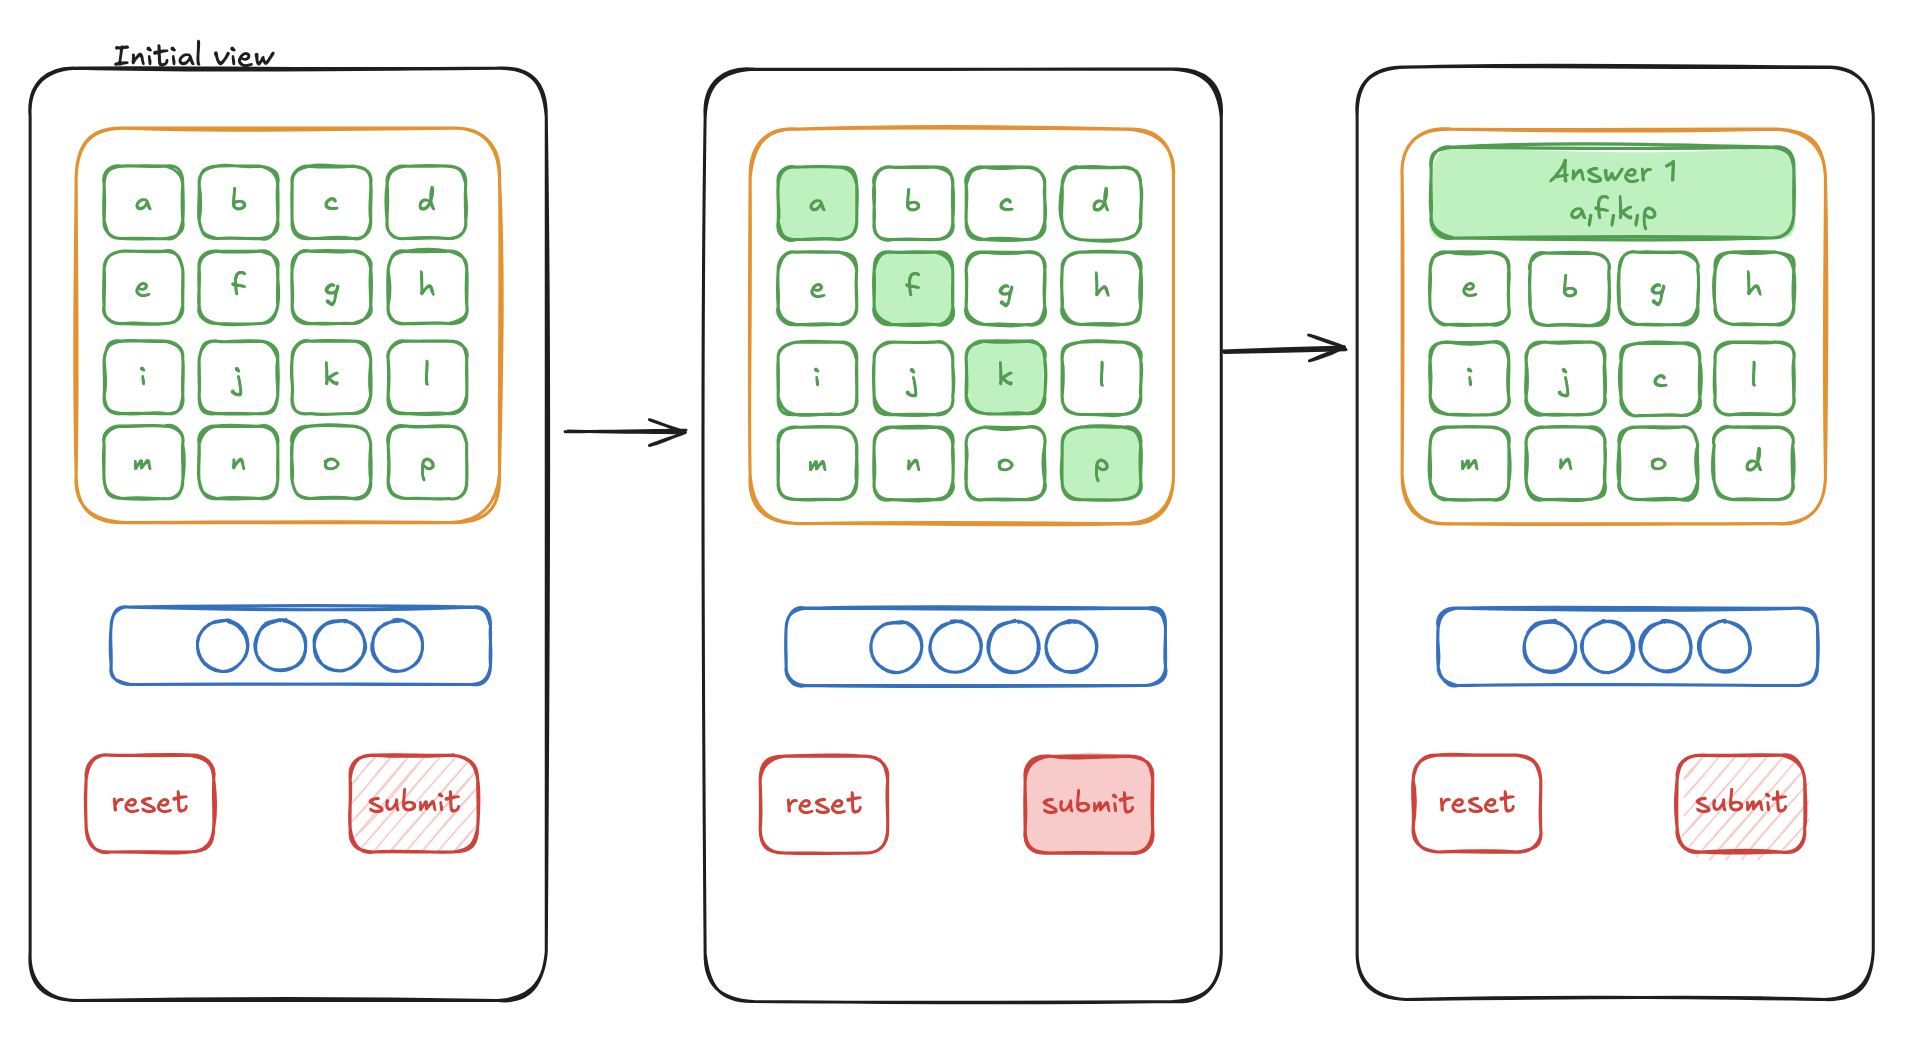 Initial view
a b c d
e f g h
i j k l
m n o p
reset submit
a b c d
e f g h
i j k l
m n o p
reset submit
Answer 1
a,f,k,p
e b g h
i j c l
m n o d
reset submit